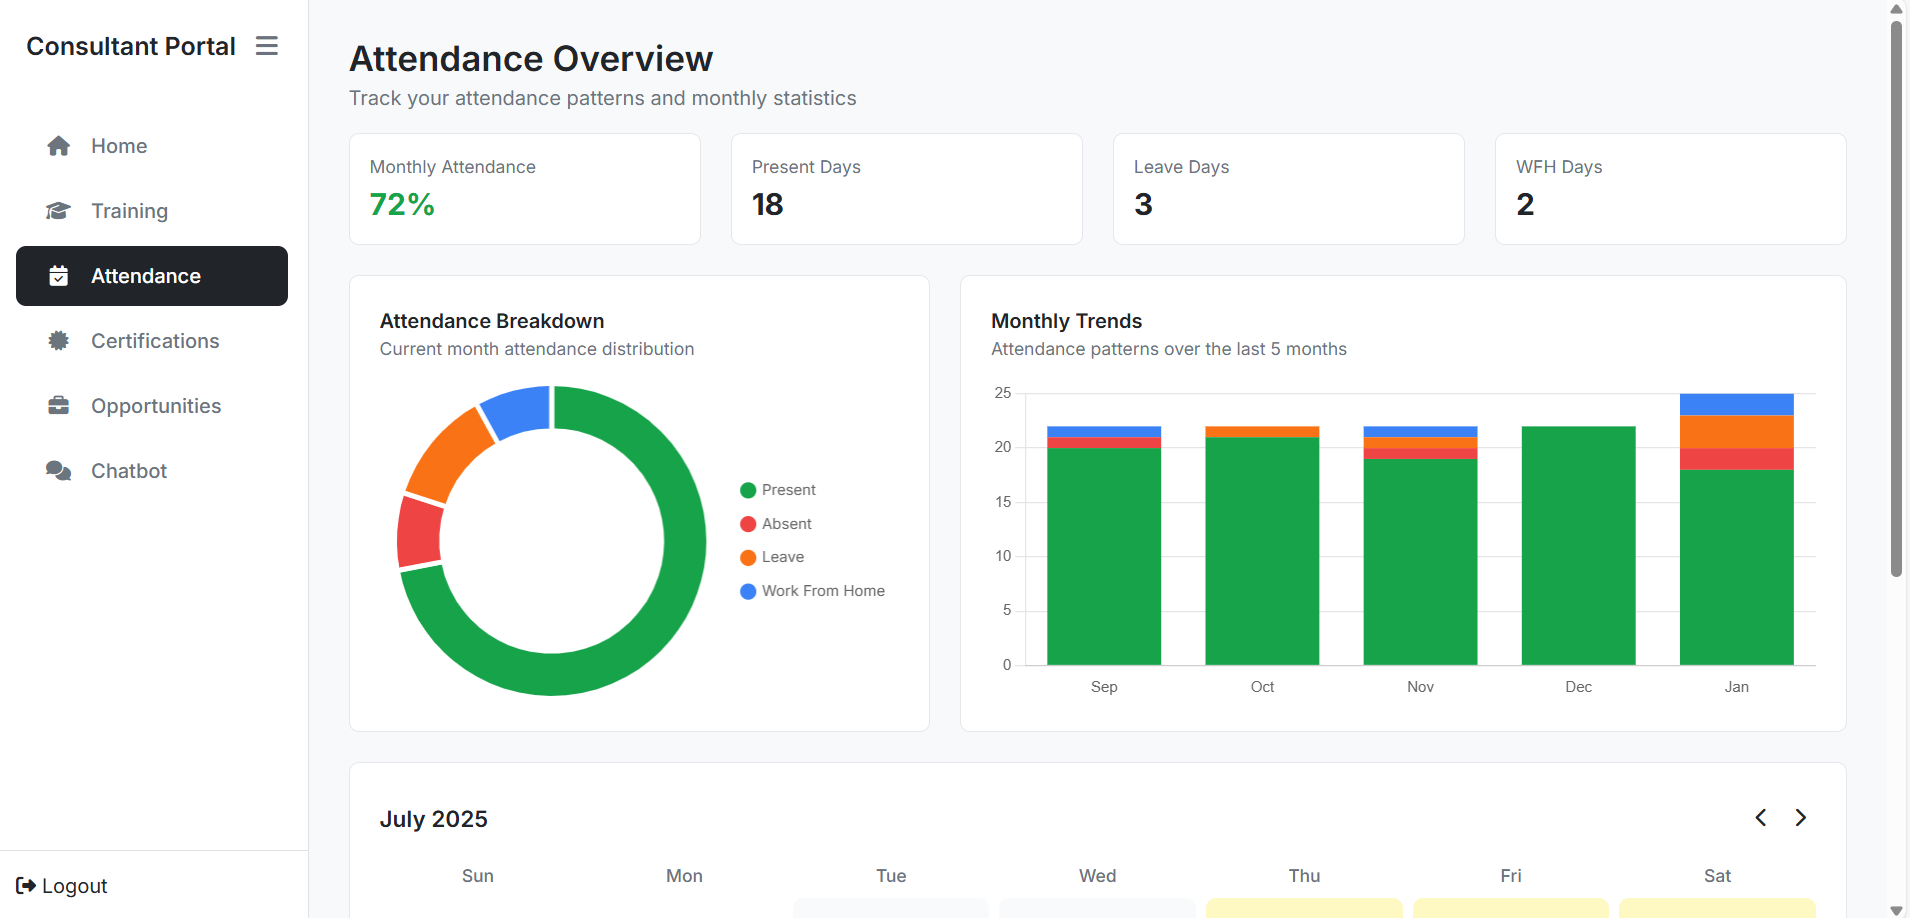 Consultant Portal
Home
Training
Attendance
Certifications
Opportunities
Chatbot
Logout
Attendance Overview
Track your attendance patterns and monthly statistics
Monthly Attendance
72%
Present Days
18
Leave Days
3
WFH Days
2
Attendance Breakdown
Current month attendance distribution
Present
Absent
Leave
Work From Home
Monthly Trends
Attendance patterns over the last 5 months
25
20
15
10
5
0
Sep Oct Nov Dec Jan
July 2025
Sun Mon Tue Wed Thu Fri Sat